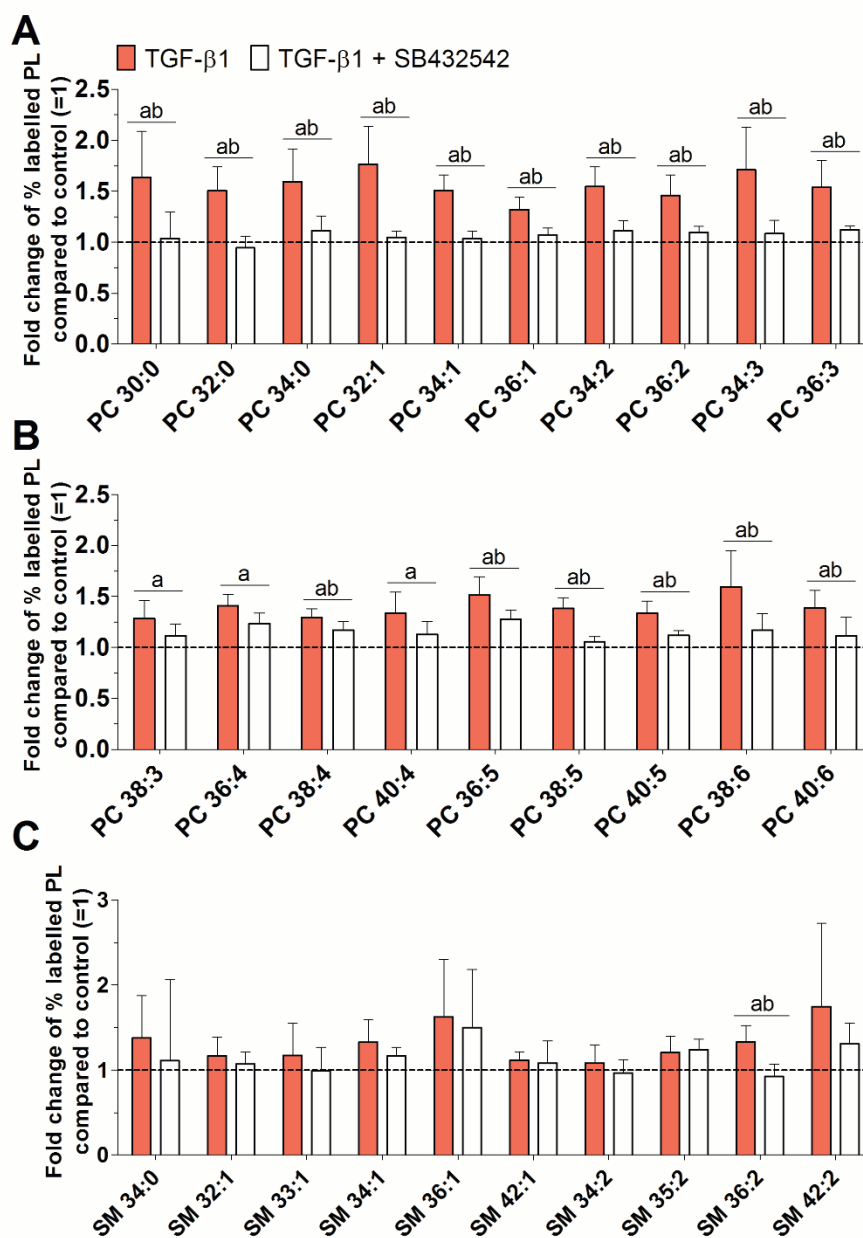 A
TGF-β1 TGF-β1 + SB432542
Fold change of % labelled PL
compared to control (=1)
2.5
2.0
1.5
1.0
0.5
0.0
ab ab ab ab ab ab ab ab ab ab
PC 30:0 PC 32:0 PC 34:0 PC 32:1 PC 34:1 PC 36:1 PC 34:2 PC 36:2 PC 34:3 PC 36:3
B
Fold change of % labelled PL
compared to control (=1)
2.5
2.0
1.5
1.0
0.5
0.0
a a ab a ab ab ab ab ab
PC 38:3 PC 36:4 PC 38:4 PC 40:4 PC 36:5 PC 38:5 PC 40:5 PC 38:6 PC 40:6
C
Fold change of % labelled PL
compared to control (=1)
3
2
1
0
ab
SM 34:0 SM 32:1 SM 33:1 SM 34:1 SM 36:1 SM 42:1 SM 34:2 SM 35:2 SM 36:2 SM 42:2